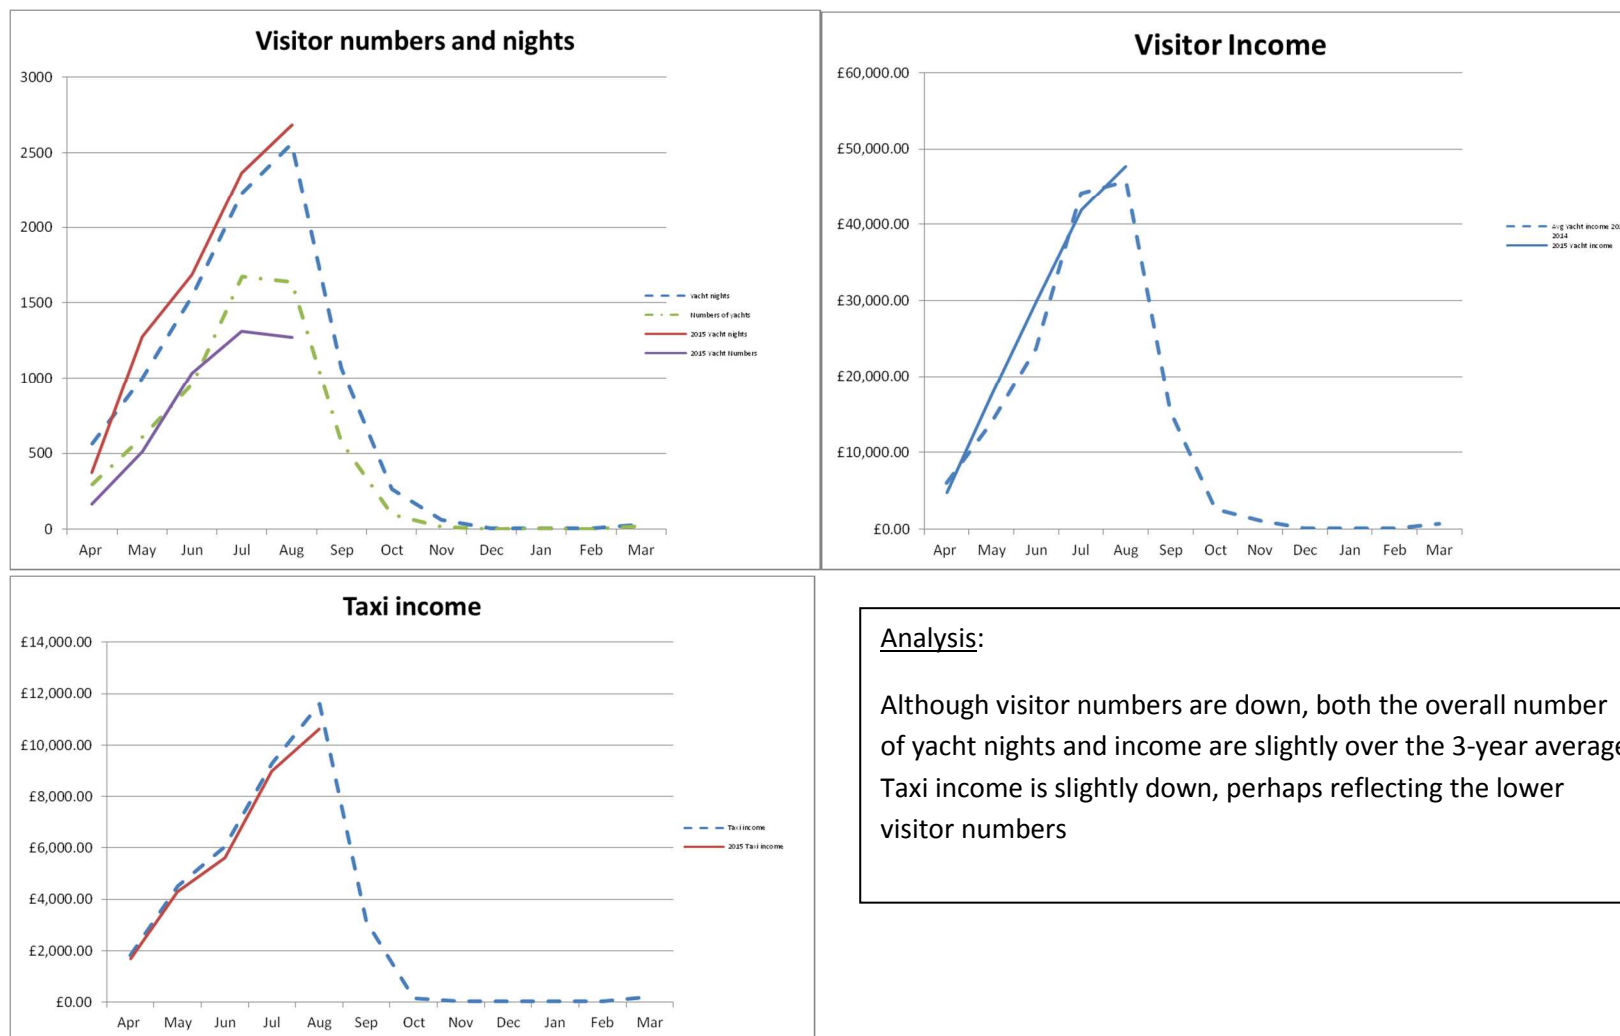 Visitor numbers and nights
3000
2500
2000
1500
1000
500
0
Apr May Jun Jul Aug Sep Oct Nov Dec Jan Feb Mar
Yacht nights
Numbers of yachts
2015 Yacht nights
2015 Yacht Numbers
Visitor Income
£60,000.00
£50,000.00
£40,000.00
£30,000.00
£20,000.00
£10,000.00
£0.00
Apr May Jun Jul Aug Sep Oct Nov Dec Jan Feb Mar
Avg Yacht income
2014
2015 Yacht income
Taxi income
£14,000.00
£12,000.00
£10,000.00
£8,000.00
£6,000.00
£4,000.00
£2,000.00
£0.00
Apr May Jun Jul Aug Sep Oct Nov Dec Jan Feb Mar
Taxi income
2015 Taxi income
Analysis:
Although visitor numbers are down, both the overall number
of yacht nights and income are slightly over the 3-year average
Taxi income is slightly down, perhaps reflecting the lower
visitor numbers